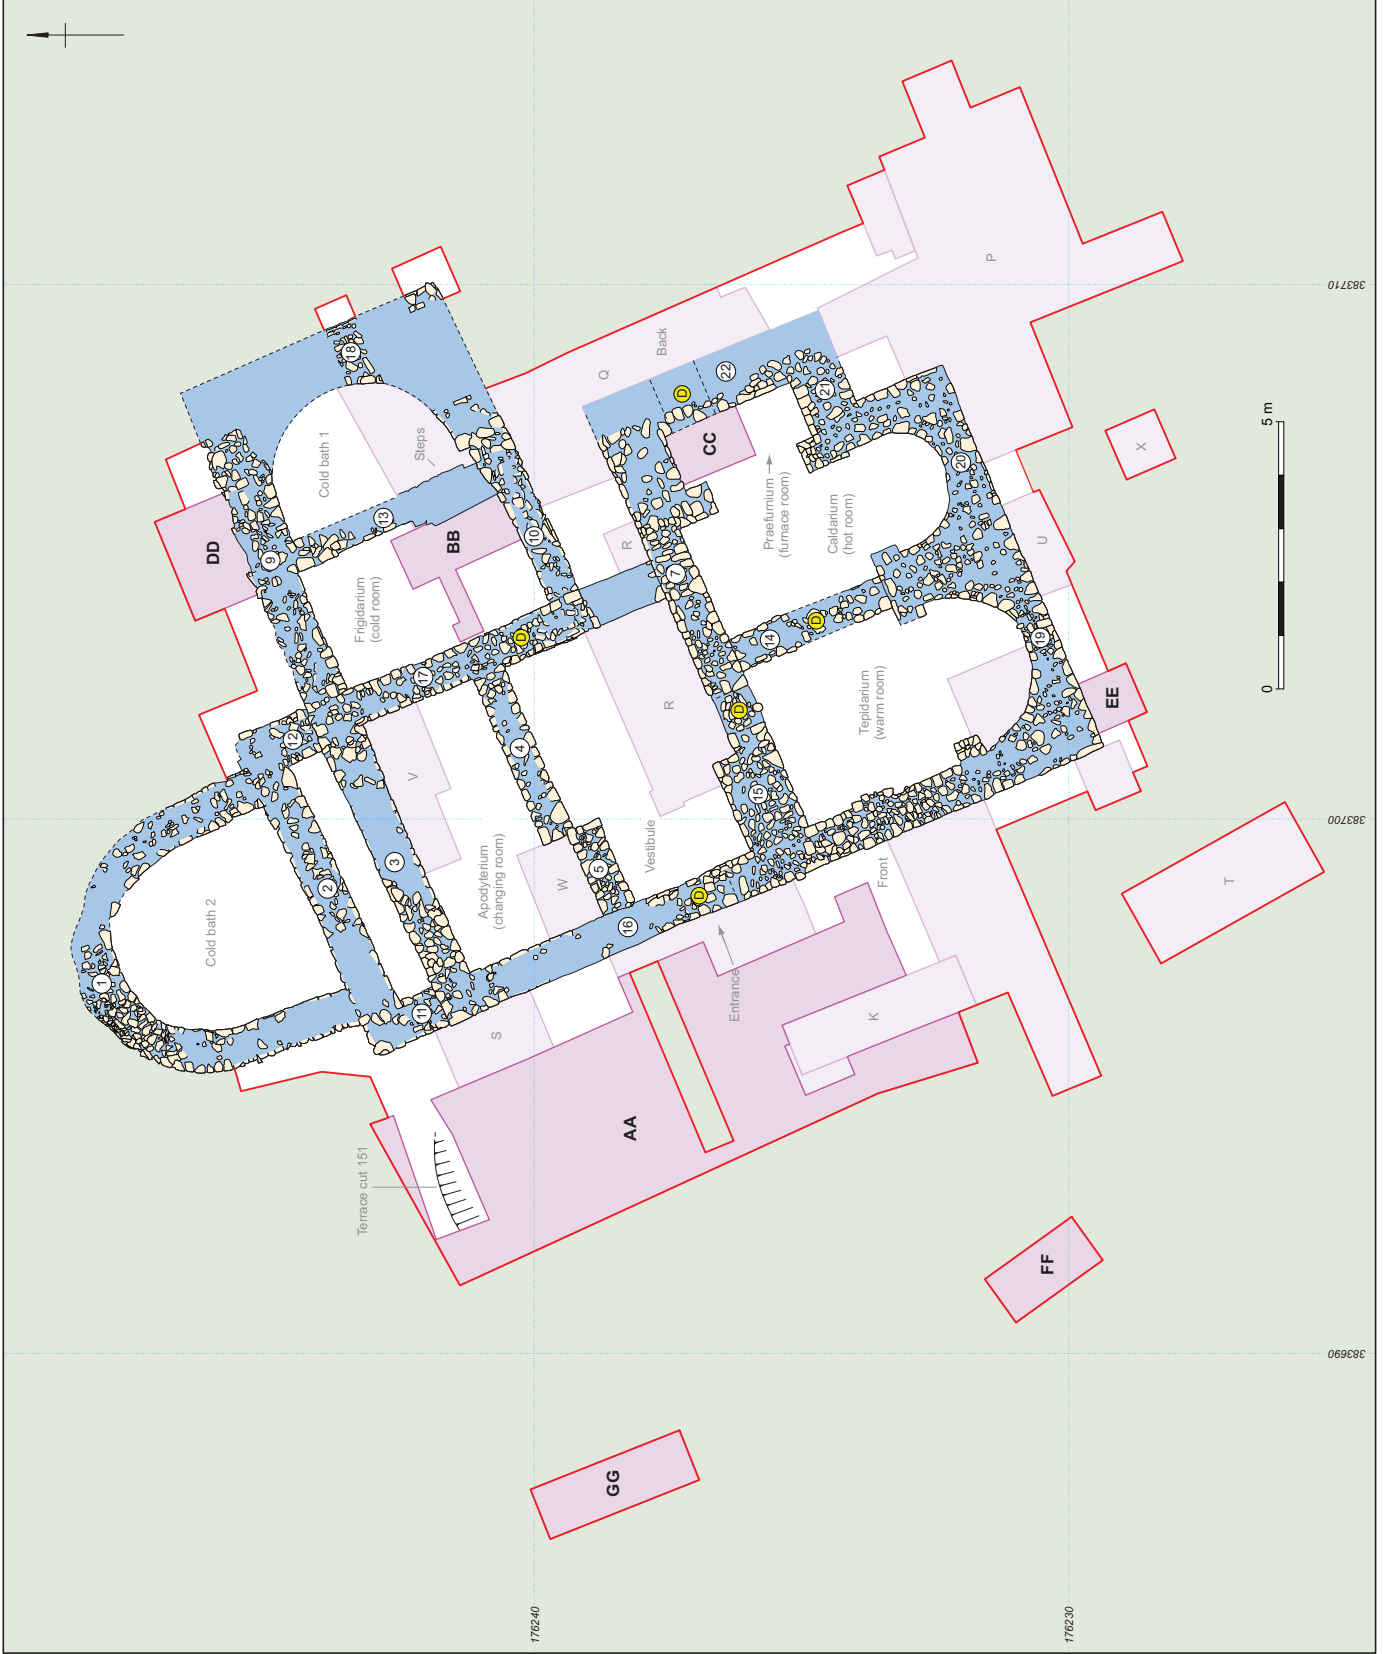 1
Cold bath 2
2
3
11
12
DD
9
Cold bath 1
18
Steps
13
BB
10
Frigidarium
(cold room)
17
D
V
4
Apodyterium
(changing room)
W
5
Vestibule
S
16
D
Entrance
Terrace cut 151
AA
K
Front
R
R
7
Q
Back
D
22
CC
21
Praefurnium
(furnace room)
Caldarium
(hot room)
14
D
D
15
Tepidarium
(warm room)
20
19
P
U
X
EE
T
FF
GG
0
5 m
383710
383700
383690
176240
176230